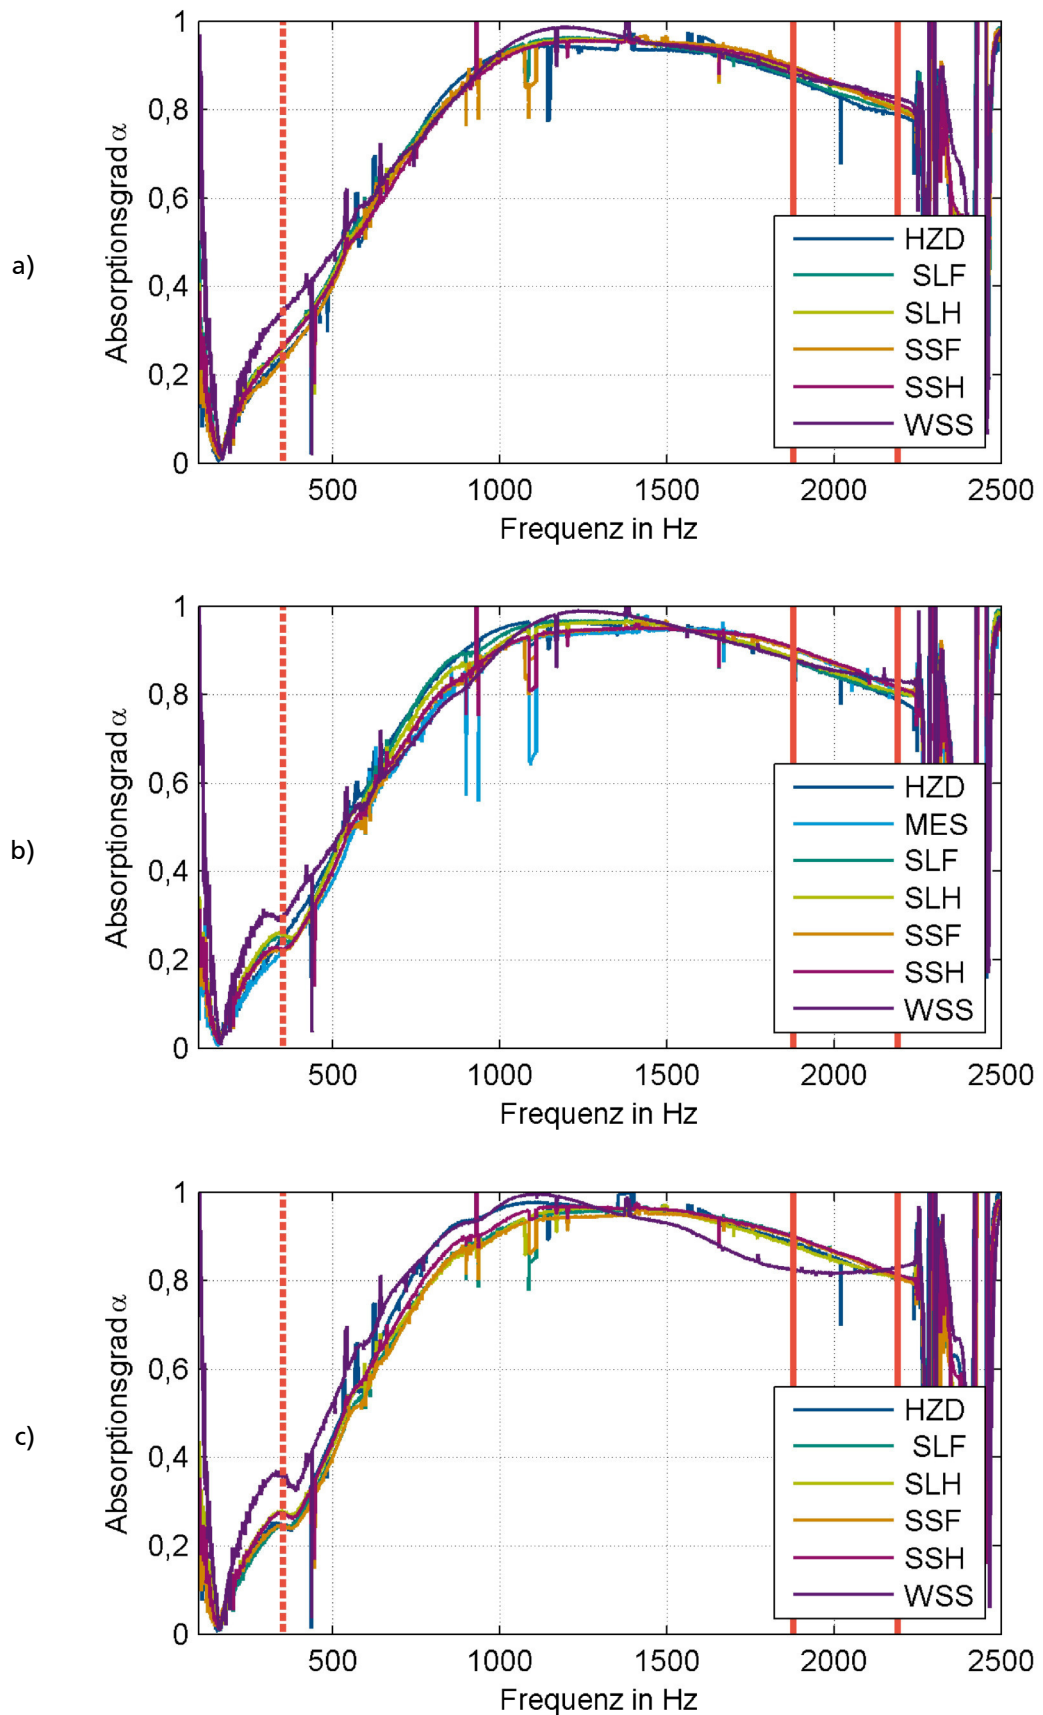 a)
Absorptionsgrad α
1
0,8
0,6
0,4
0,2
0
500 1000 1500 2000 2500
Frequenz in Hz
HZD
SLF
SLH
SSF
SSH
WSS
b)
Absorptionsgrad α
1
0,8
0,6
0,4
0,2
0
500 1000 1500 2000 2500
Frequenz in Hz
HZD
MES
SLF
SLH
SSF
SSH
WSS
c)
Absorptionsgrad α
1
0,8
0,6
0,4
0,2
0
500 1000 1500 2000 2500
Frequenz in Hz
HZD
SLF
SLH
SSF
SSH
WSS